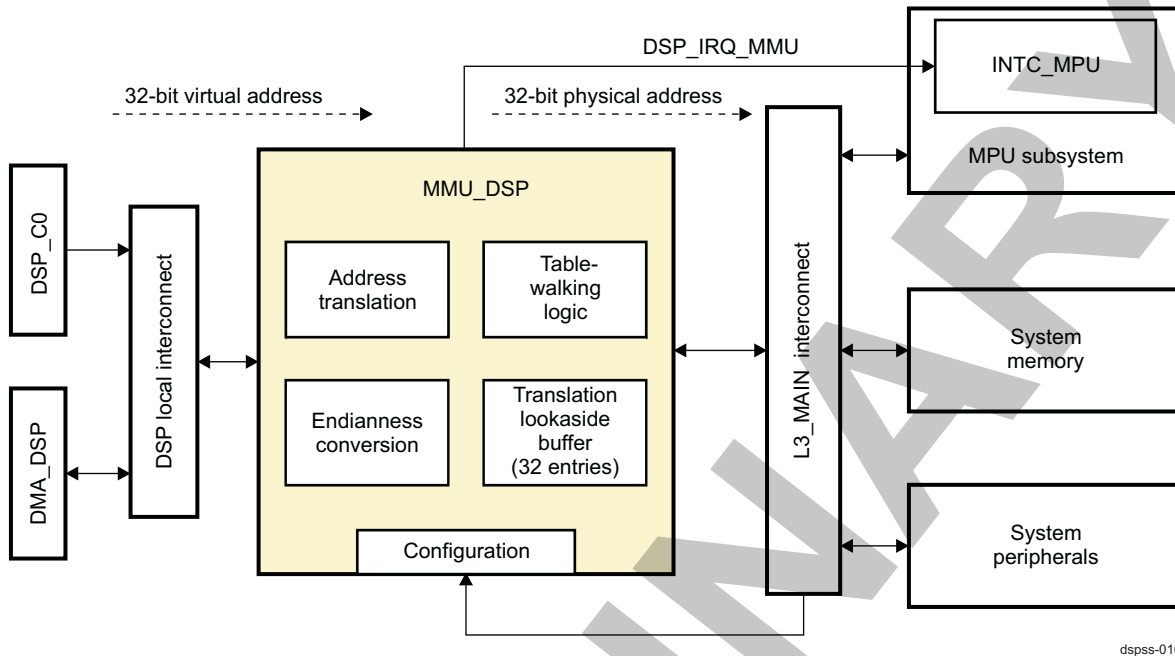 DSP_IRQ_MMU
INTC_MPU
32-bit virtual address
32-bit physical address
MPU subsystem
MMU_DSP
DSP_C0
DSP local interconnect
Address
translation
Table-
walking
logic
L3_MAIN interconnect
System
memory
DMA_DSP
Endianness
conversion
Translation
lookaside
buffer
(32 entries)
System
peripherals
Configuration